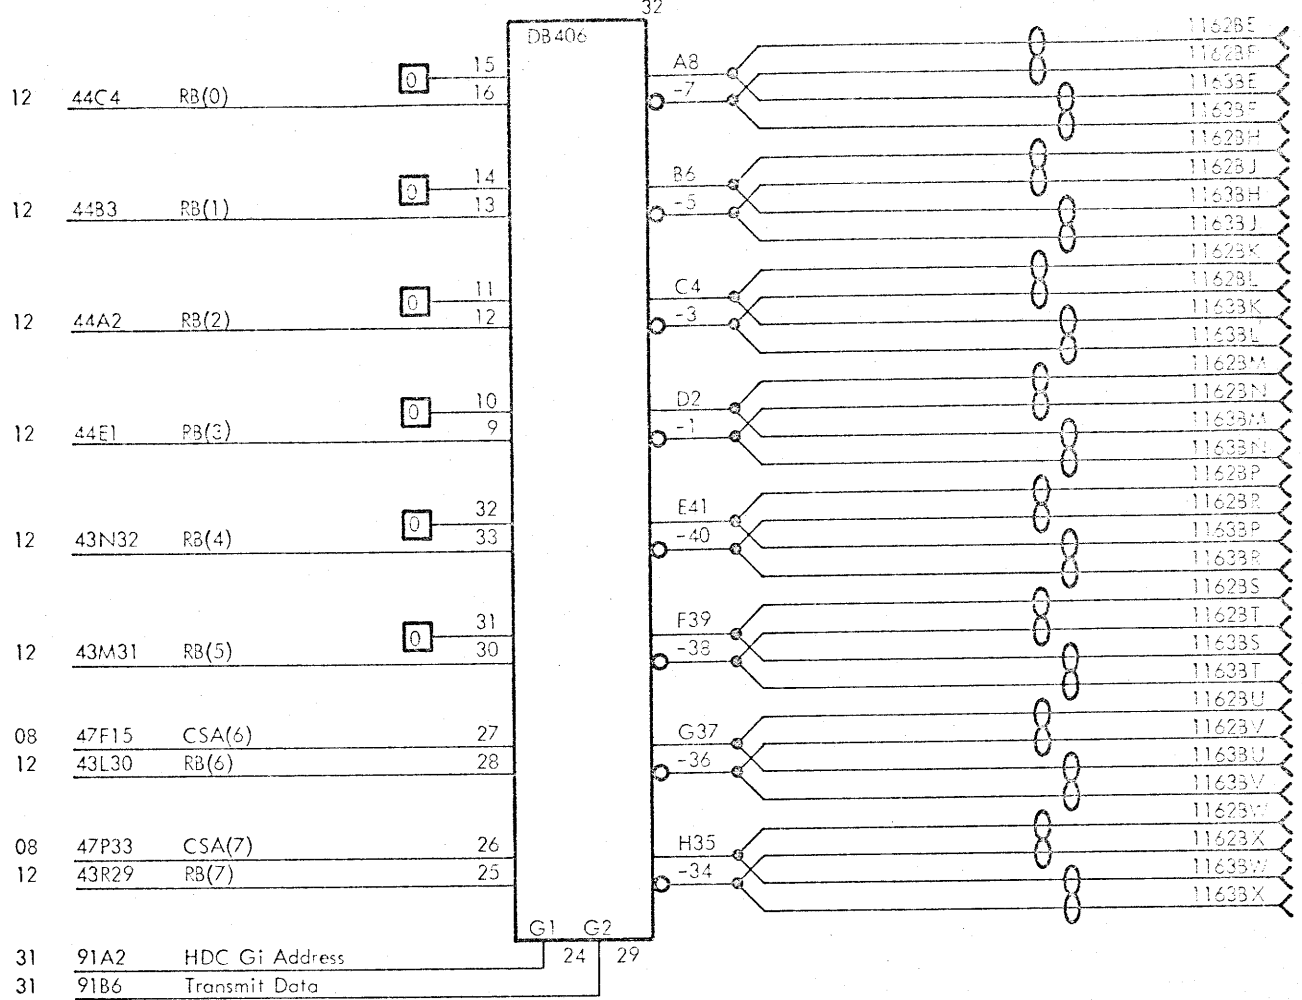 32
DB406
1162BE
1162BF
0 15 A8 1163BE
12 44C4 RB(0) 16 -7 1163BF
1162BH
1162BJ
0 14 B6 1163BH
12 44B3 RB(1) 13 -5 1163BJ
1162BK
1162BL
0 11 C4 1163BK
12 44A2 RB(2) 12 -3 1163BL
1162BM
1162BN
0 10 D2 1163BM
12 44E1 RB(3) 9 -1 1163BN
1162BP
1162BR
0 32 E41 1163BP
12 43N32 RB(4) 33 -40 1163BR
1162BS
1162BT
0 31 F39 1163BS
12 43M31 RB(5) 30 -38 1163BT
1162BU
08 47F15 CSA(6) 27 G37 1162BV
12 43L30 RB(6) 28 -36 1163BU
1163BV
1162BW
08 47P33 CSA(7) 26 H35 1162BX
12 43R29 RB(7) 25 -34 1163BW
1163BX
G1 G2
31 91A2 HDC Gi Address 24 29
31 91B6 Transmit Data